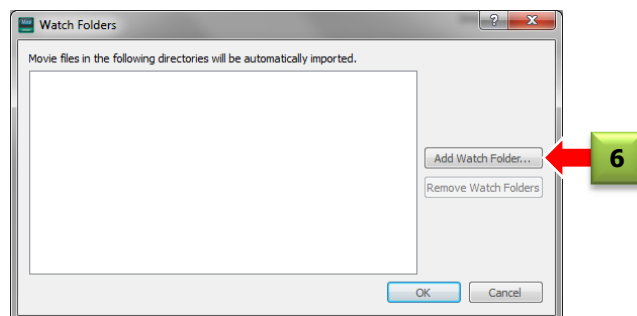 Watch Folders
Movie files in the following directories will be automatically imported.
Add Watch Folder...
6
Remove Watch Folders
OK
Cancel